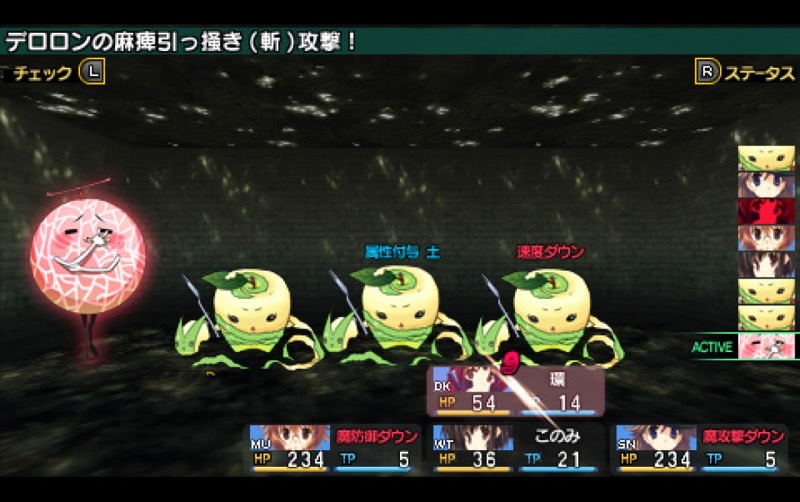 デロロンの麻痺引っ掻き(斬)攻撃！
チェック L
R ステータス
属性付与 土
速度ダウン
ACTIVE
9
DK 環
HP 54 TP 14
MU 魔防御ダウン
HP 234 TP 5
WT このみ
HP 36 TP 21
SN 魔攻撃ダウン
HP 234 TP 5